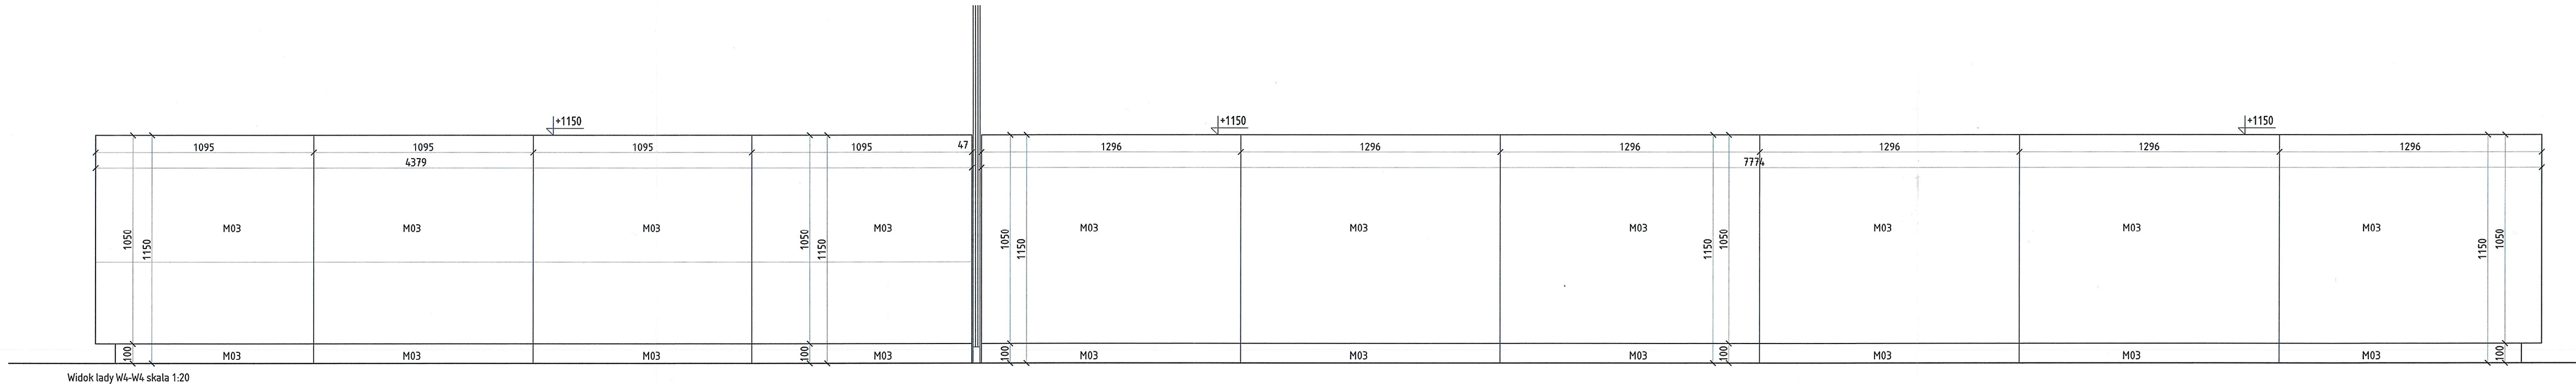 +1150 +1150 +1150
1095 1095 1095 1095 47 1296 1296 1296 1296 1296 1296
4379 7774
M03 M03 M03 M03 M03 M03 M03 M03 M03 M03
1050 1150 1050 1150 1050 1150 1150 1050 1150 1050
100 M03 M03 M03 100 M03 100 M03 M03 M03 100 M03 M03 M03 100
Widok lady W4-W4 skala 1:20